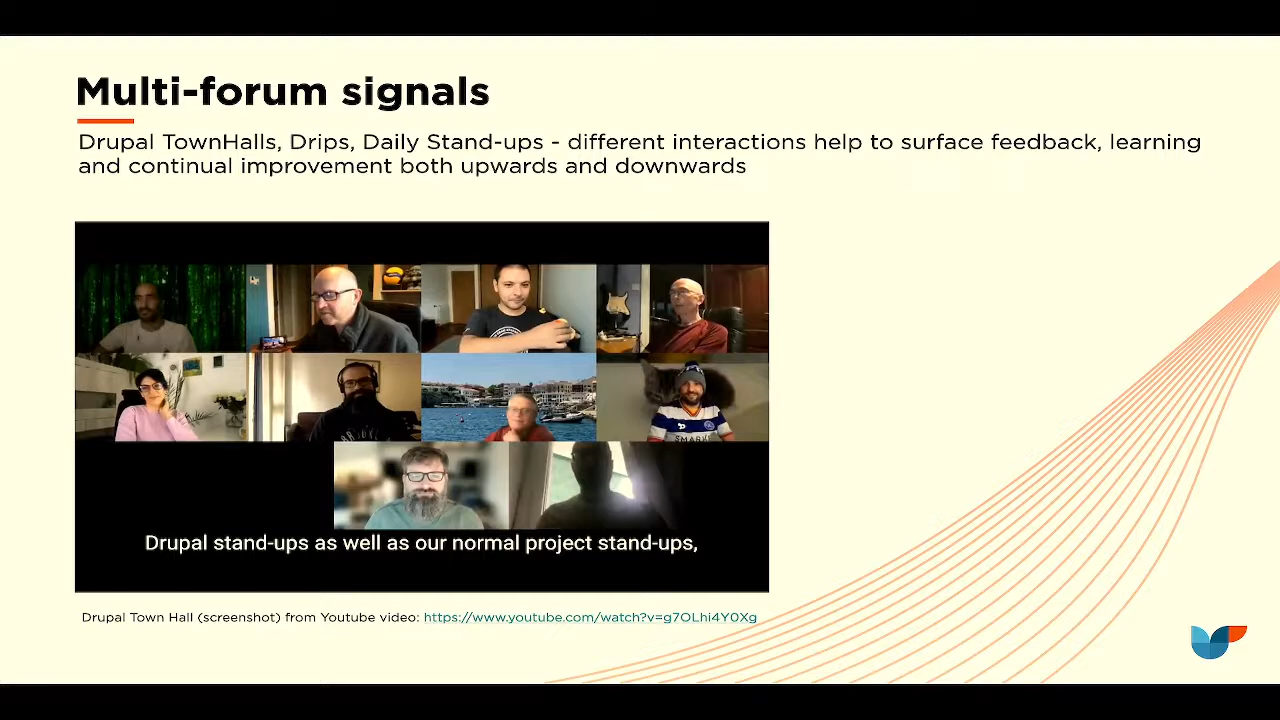 Multi-forum signals
Drupal TownHalls, Drips, Daily Stand-ups - different interactions help to surface feedback, learning
and continual improvement both upwards and downwards
SMARK
Drupal stand-ups as well as our normal project stand-ups,
Drupal Town Hall (screenshot) from Youtube video: https://www.youtube.com/watch?v=g7OLhi4Y0Xg